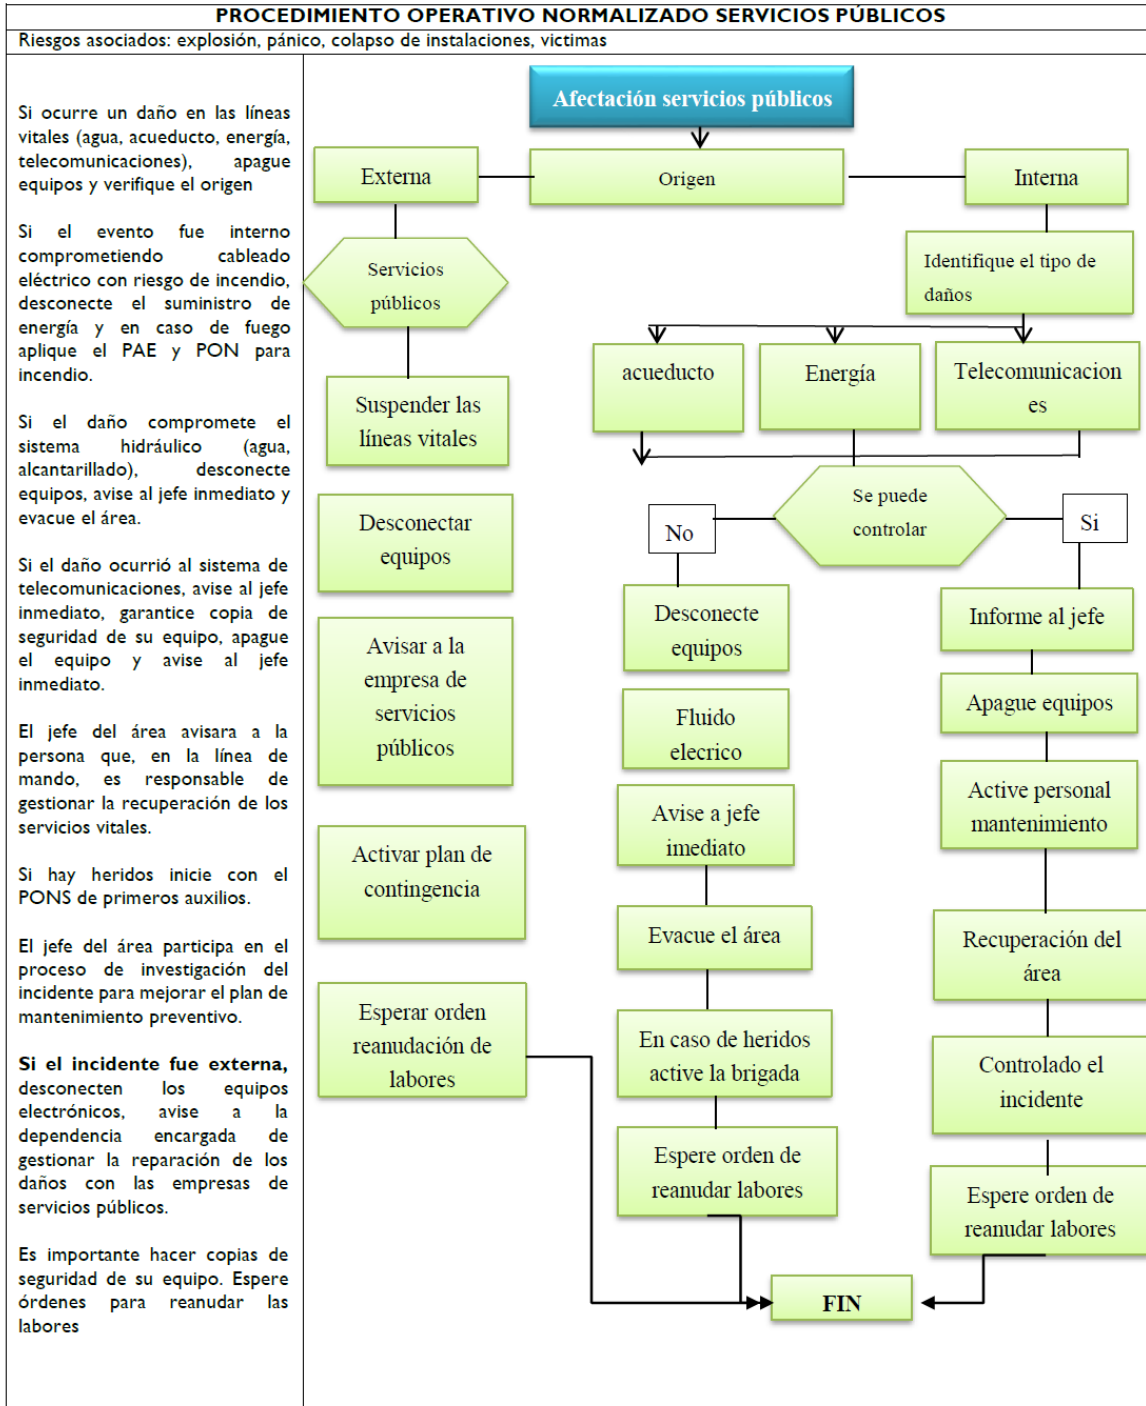 PROCEDIMIENTO OPERATIVO NORMALIZADO SERVICIOS PÚBLICOS
Riesgos asociados: explosión, pánico, colapso de instalaciones, victimas
Si ocurre un daño en las líneas
vitales (agua, acueducto, energía,
telecomunicaciones), apague
equipos y verifique el origen
Si el evento fue interno
comprometiendo cableado
eléctrico con riesgo de incendio,
desconecte el suministro de
energía y en caso de fuego
aplique el PAE y PON para
incendio.
Si el daño compromete el
sistema hidráulico (agua,
alcantarillado), desconecte
equipos, avise al jefe inmediato y
evacue el área.
Si el daño ocurrió al sistema de
telecomunicaciones, avise al jefe
inmediato, garantice copia de
seguridad de su equipo, apague
el equipo y avise al jefe
inmediato.
El jefe del área avisara a la
persona que, en la línea de
mando, es responsable de
gestionar la recuperación de los
servicios vitales.
Si hay heridos inicie con el
PONS de primeros auxilios.
El jefe del área participa en el
proceso de investigación del
incidente para mejorar el plan de
mantenimiento preventivo.
Si el incidente fue externa,
desconecten los equipos
electrónicos, avise a la
dependencia encargada de
gestionar la reparación de los
daños con las empresas de
servicios públicos.
Es importante hacer copias de
seguridad de su equipo. Espere
órdenes para reanudar las
labores
Afectación servicios públicos
Externa
Origen
Interna
Servicios
públicos
Identifique el tipo de
daños
acueducto
Energía
Telecomunicacion
es
Suspender las
líneas vitales
Desconectar
equipos
Avisar a la
empresa de
servicios
públicos
Activar plan de
contingencia
Esperar orden
reanudación de
labores
Se puede
controlar
No
Si
Desconecte
equipos
Fluido
elecrico
Avise a jefe
imediato
Evacue el área
En caso de heridos
active la brigada
Espere orden de
reanudar labores
Informe al jefe
Apague equipos
Active personal
mantenimiento
Recuperación del
área
Controlado el
incidente
Espere orden de
reanudar labores
FIN